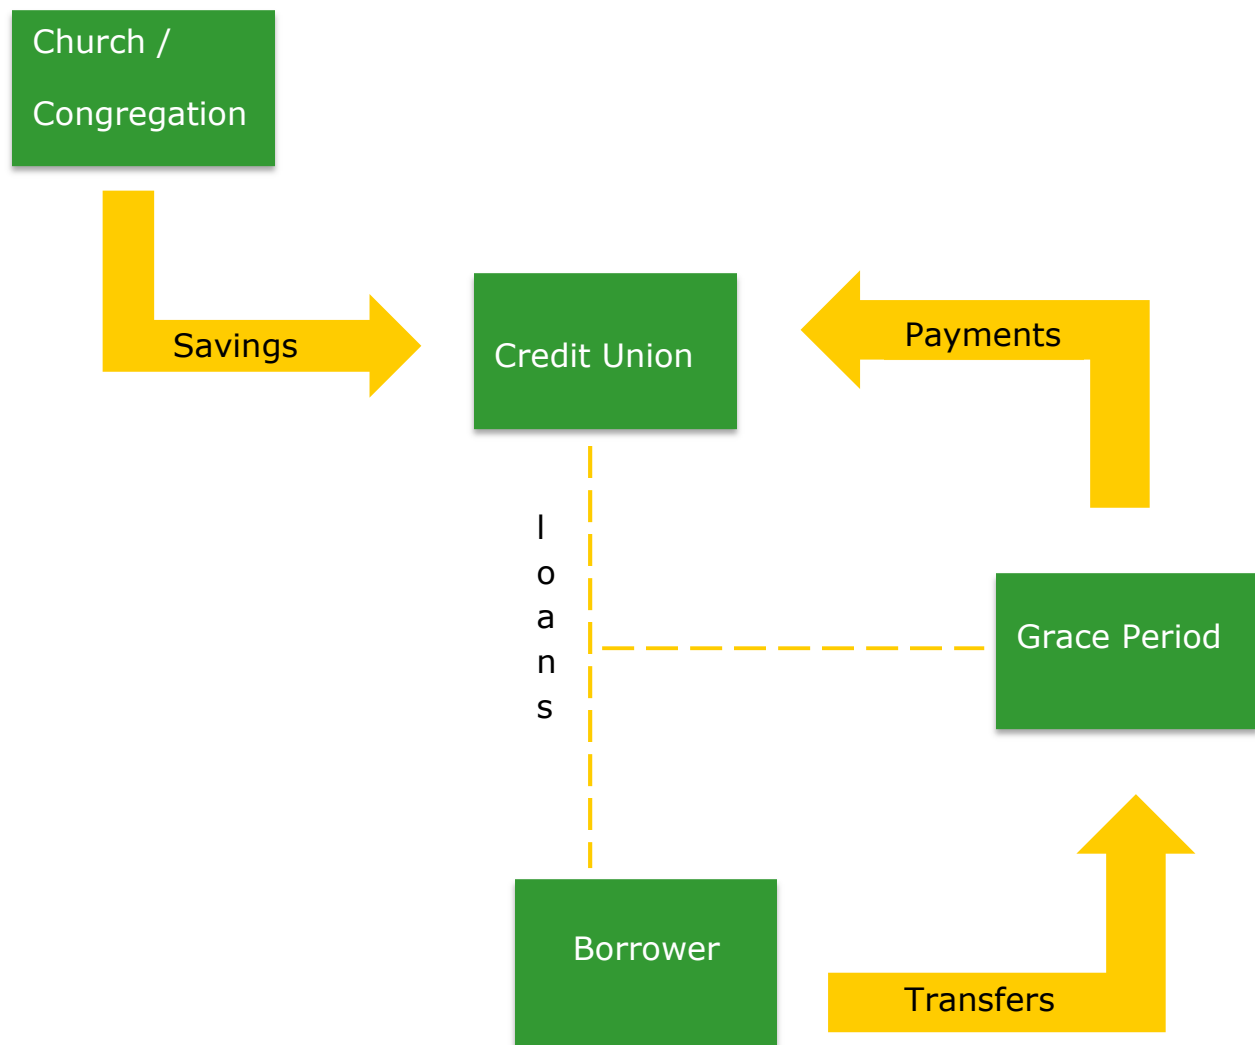 Church /
Congregation
Savings
Credit Union
Payments
l
o
a
n
s
Grace Period
Borrower
Transfers